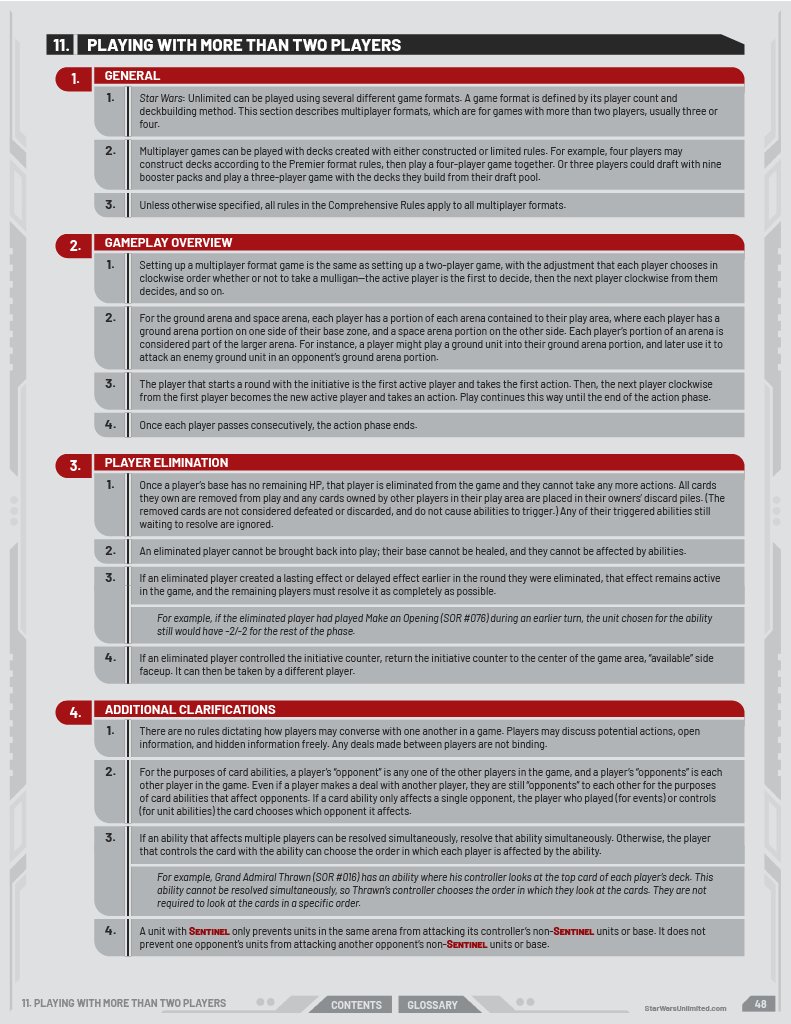 11. PLAYING WITH MORE THAN TWO PLAYERS
1. GENERAL
1. Star Wars: Unlimited can be played using several different game formats. A game format is defined by its player count and
deckbuilding method. This section describes multiplayer formats, which are for games with more than two players, usually three or
four.
2. Multiplayer games can be played with decks created with either constructed or limited rules. For example, four players may
construct decks according to the Premier format rules, then play a four-player game together. Or three players could draft with nine
booster packs and play a three-player game with the decks they build from their draft pool.
3. Unless otherwise specified, all rules in the Comprehensive Rules apply to all multiplayer formats.
2. GAMEPLAY OVERVIEW
1. Setting up a multiplayer format game is the same as setting up a two-player game, with the adjustment that each player chooses in
clockwise order whether or not to take a mulligan—the active player is the first to decide, then the next player clockwise from them
decides, and so on.
2. For the ground arena and space arena, each player has a portion of each arena contained to their play area, where each player has a
ground arena portion on one side of their base zone, and a space arena portion on the other side. Each player's portion of an arena is
considered part of the larger arena. For instance, a player might play a ground unit into their ground arena portion, and later use it to
attack an enemy ground unit in an opponent's ground arena portion.
3. The player that starts a round with the initiative is the first active player and takes the first action. Then, the next player clockwise
from the first player becomes the new active player and takes an action. Play continues this way until the end of the action phase.
4. Once each player passes consecutively, the action phase ends.
3. PLAYER ELIMINATION
1. Once a player's base has no remaining HP, that player is eliminated from the game and they cannot take any more actions. All cards
they own are removed from play and any cards owned by other players in their play area are placed in their owners' discard piles. (The
removed cards are not considered defeated or discarded, and do not cause abilities to trigger.) Any of their triggered abilities still
waiting to resolve are ignored.
2. An eliminated player cannot be brought back into play; their base cannot be healed, and they cannot be affected by abilities.
3. If an eliminated player created a lasting effect or delayed effect earlier in the round they were eliminated, that effect remains active
in the game, and the remaining players must resolve it as completely as possible.
For example, if the eliminated player had played Make an Opening (SOR #076) during an earlier turn, the unit chosen for the ability
still would have -2/-2 for the rest of the phase.
4. If an eliminated player controlled the initiative counter, return the initiative counter to the center of the game area, "available" side
faceup. It can then be taken by a different player.
4. ADDITIONAL CLARIFICATIONS
1. There are no rules dictating how players may converse with one another in a game. Players may discuss potential actions, open
information, and hidden information freely. Any deals made between players are not binding.
2. For the purposes of card abilities, a player's "opponent" is any one of the other players in the game, and a player's "opponents" is each
other player in the game. Even if a player makes a deal with another player, they are still "opponents" to each other for the purposes
of card abilities that affect opponents. If a card ability only affects a single opponent, the player who played (for events) or controls
(for unit abilities) the card chooses which opponent it affects.
3. If an ability that affects multiple players can be resolved simultaneously, resolve that ability simultaneously. Otherwise, the player
that controls the card with the ability can choose the order in which each player is affected by the ability.
For example, Grand Admiral Thrawn (SOR #016) has an ability where his controller looks at the top card of each player's deck. This
ability cannot be resolved simultaneously, so Thrawn's controller chooses the order in which they look at the cards. They are not
required to look at the cards in a specific order.
4. A unit with SENTINEL only prevents units in the same arena from attacking its controller's non-SENTINEL units or base. It does not
prevent one opponent's units from attacking another opponent's non-SENTINEL units or base.
11. PLAYING WITH MORE THAN TWO PLAYERS
CONTENTS GLOSSARY
StarWarsUnlimited.com
48